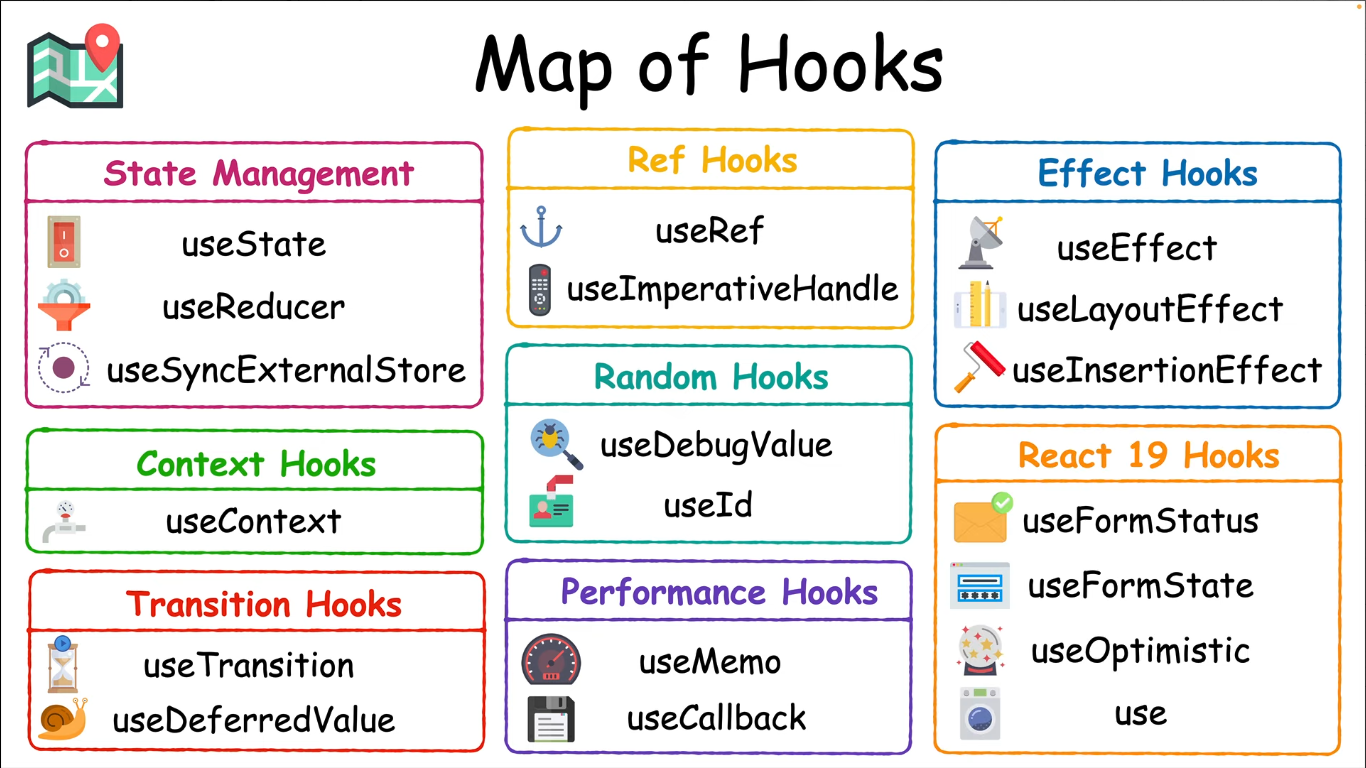 Map of Hooks
State Management
useState
useReducer
useSyncExternalStore
Context Hooks
useContext
Transition Hooks
useTransition
useDeferredValue
Ref Hooks
useRef
useImperativeHandle
Random Hooks
useDebugValue
useId
Performance Hooks
useMemo
useCallback
Effect Hooks
useEffect
useLayoutEffect
useInsertionEffect
React 19 Hooks
useFormStatus
useFormState
useOptimistic
use